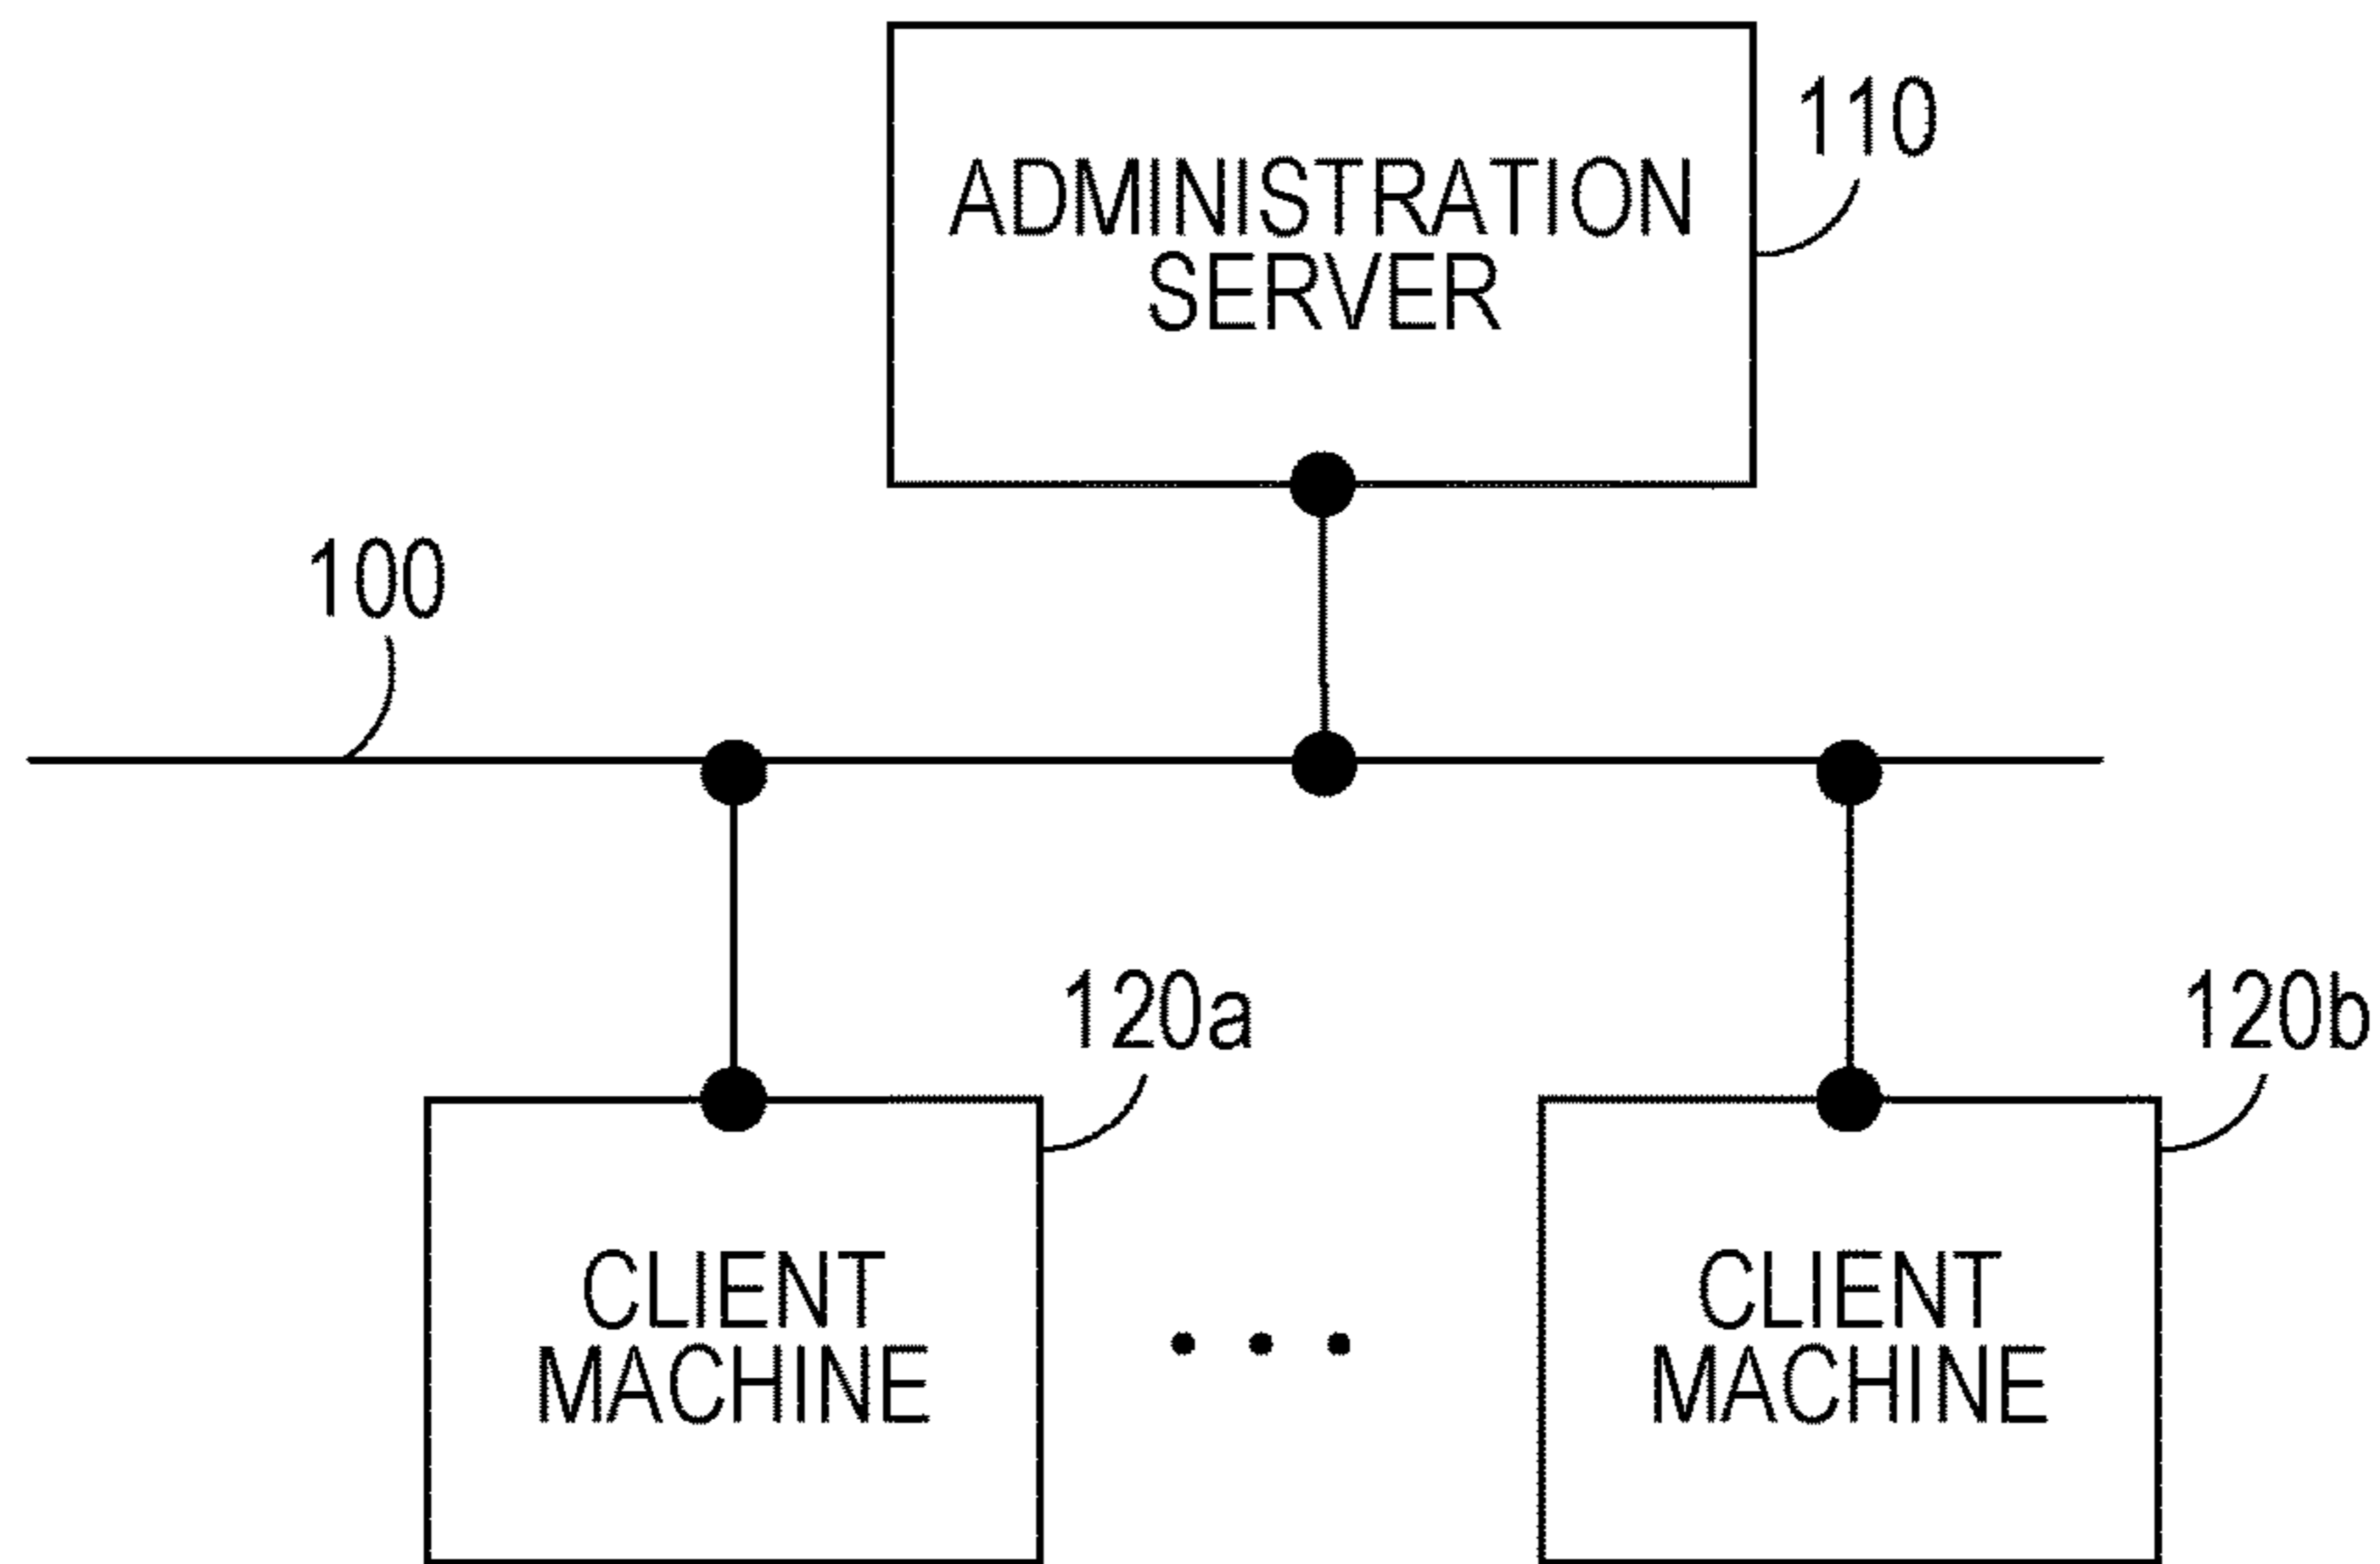 110
ADMINISTRATION
SERVER
100
120a
120b
CLIENT
MACHINE
CLIENT
MACHINE